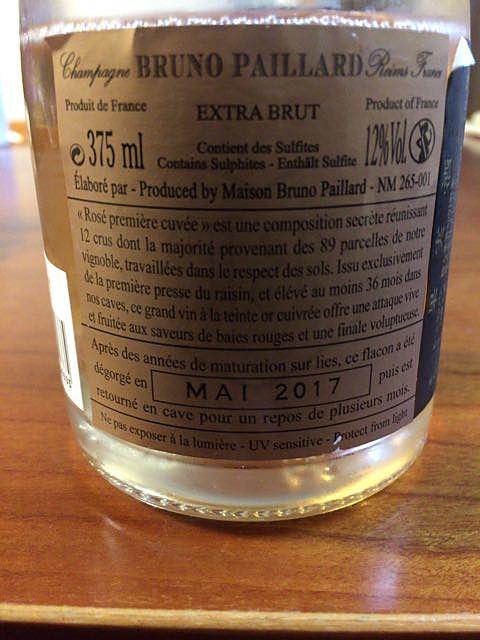 Champagne BRUNO PAILLARD Reims France
Produit de France
EXTRA BRUT
Product of France
e 375 ml
Contient des Sulfites
Contains Sulphites - Enthält Sulfite
12% Vol.
Élaboré par - Produced by Maison Bruno Paillard - NM 265-001
« Rosé première cuvée » est une composition secrète réunissant
12 crus dont la majorité provenant des 89 parcelles de notre
vignoble, travaillées dans le respect des sols. Issu exclusivement
de la première presse du raisin, et élévé au moins 36 mois dans
nos caves, ce grand vin à la teinte or cuivrée offre une attaque vive
et fruitée aux saveurs de baies rouges et une finale voluptueuse.
Après des années de maturation sur lies, ce flacon a été
dégorgé en MAI 2017 puis est
retourné en cave pour un repos de plusieurs mois.
Ne pas exposer à la lumière - UV sensitive - Protect from light